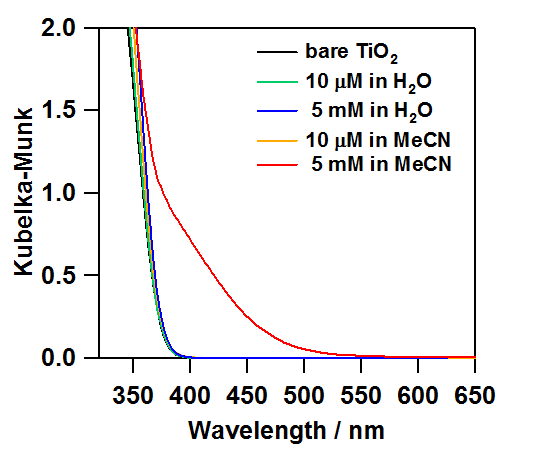 2.0
1.5
1.0
0.5
0.0
Kubelka-Munk
bare TiO₂
10 μM in H₂O
5 mM in H₂O
10 μM in MeCN
5 mM in MeCN
350 400 450 500 550 600 650
Wavelength / nm